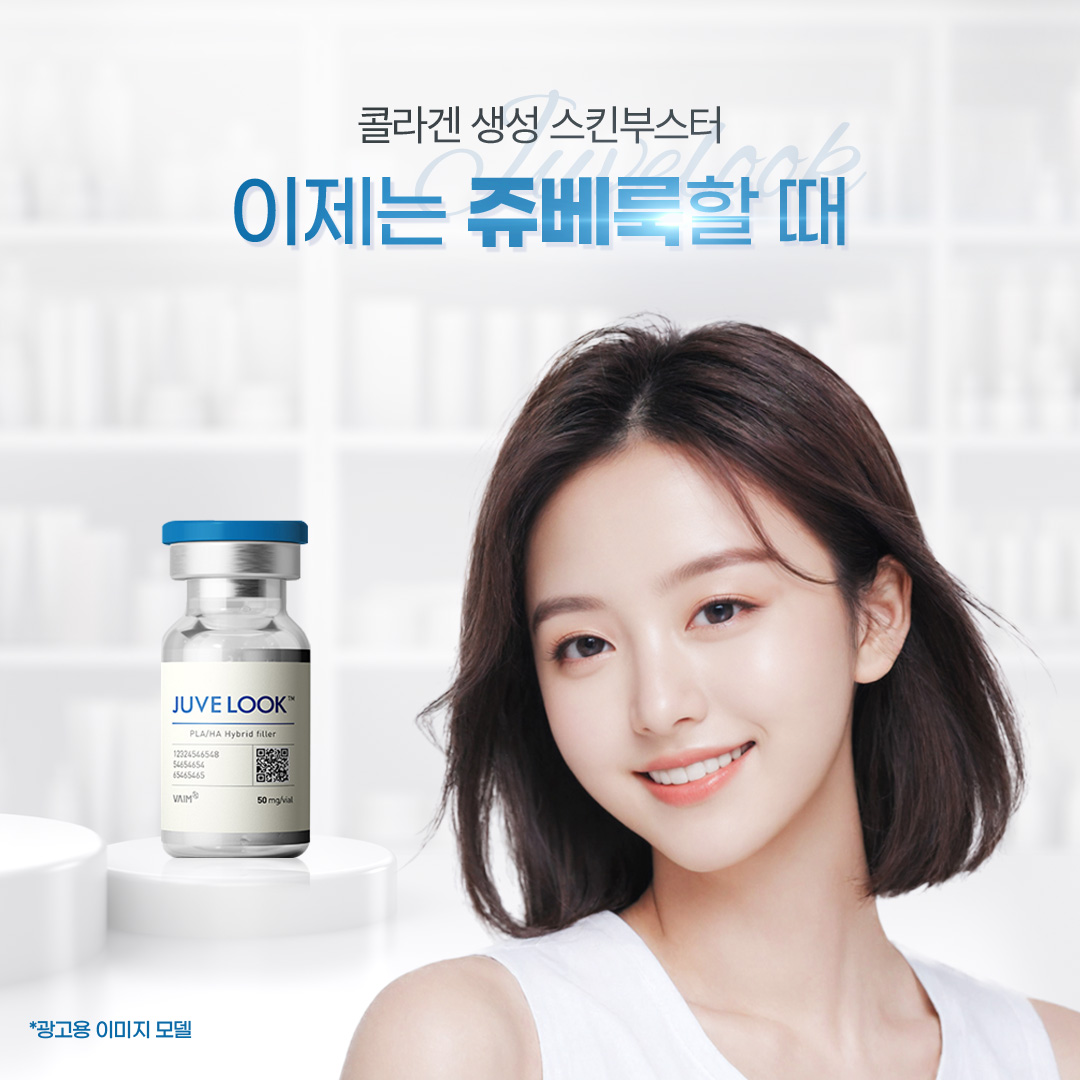 콜라겐 생성 스킨부스터
Juvelook
이제는 쥬베룩할 때
JUVE LOOK™
PLA/HA Hybrid filler
12324546548
54654654
65465465
VAIM
50 mg/vial
*광고용 이미지 모델